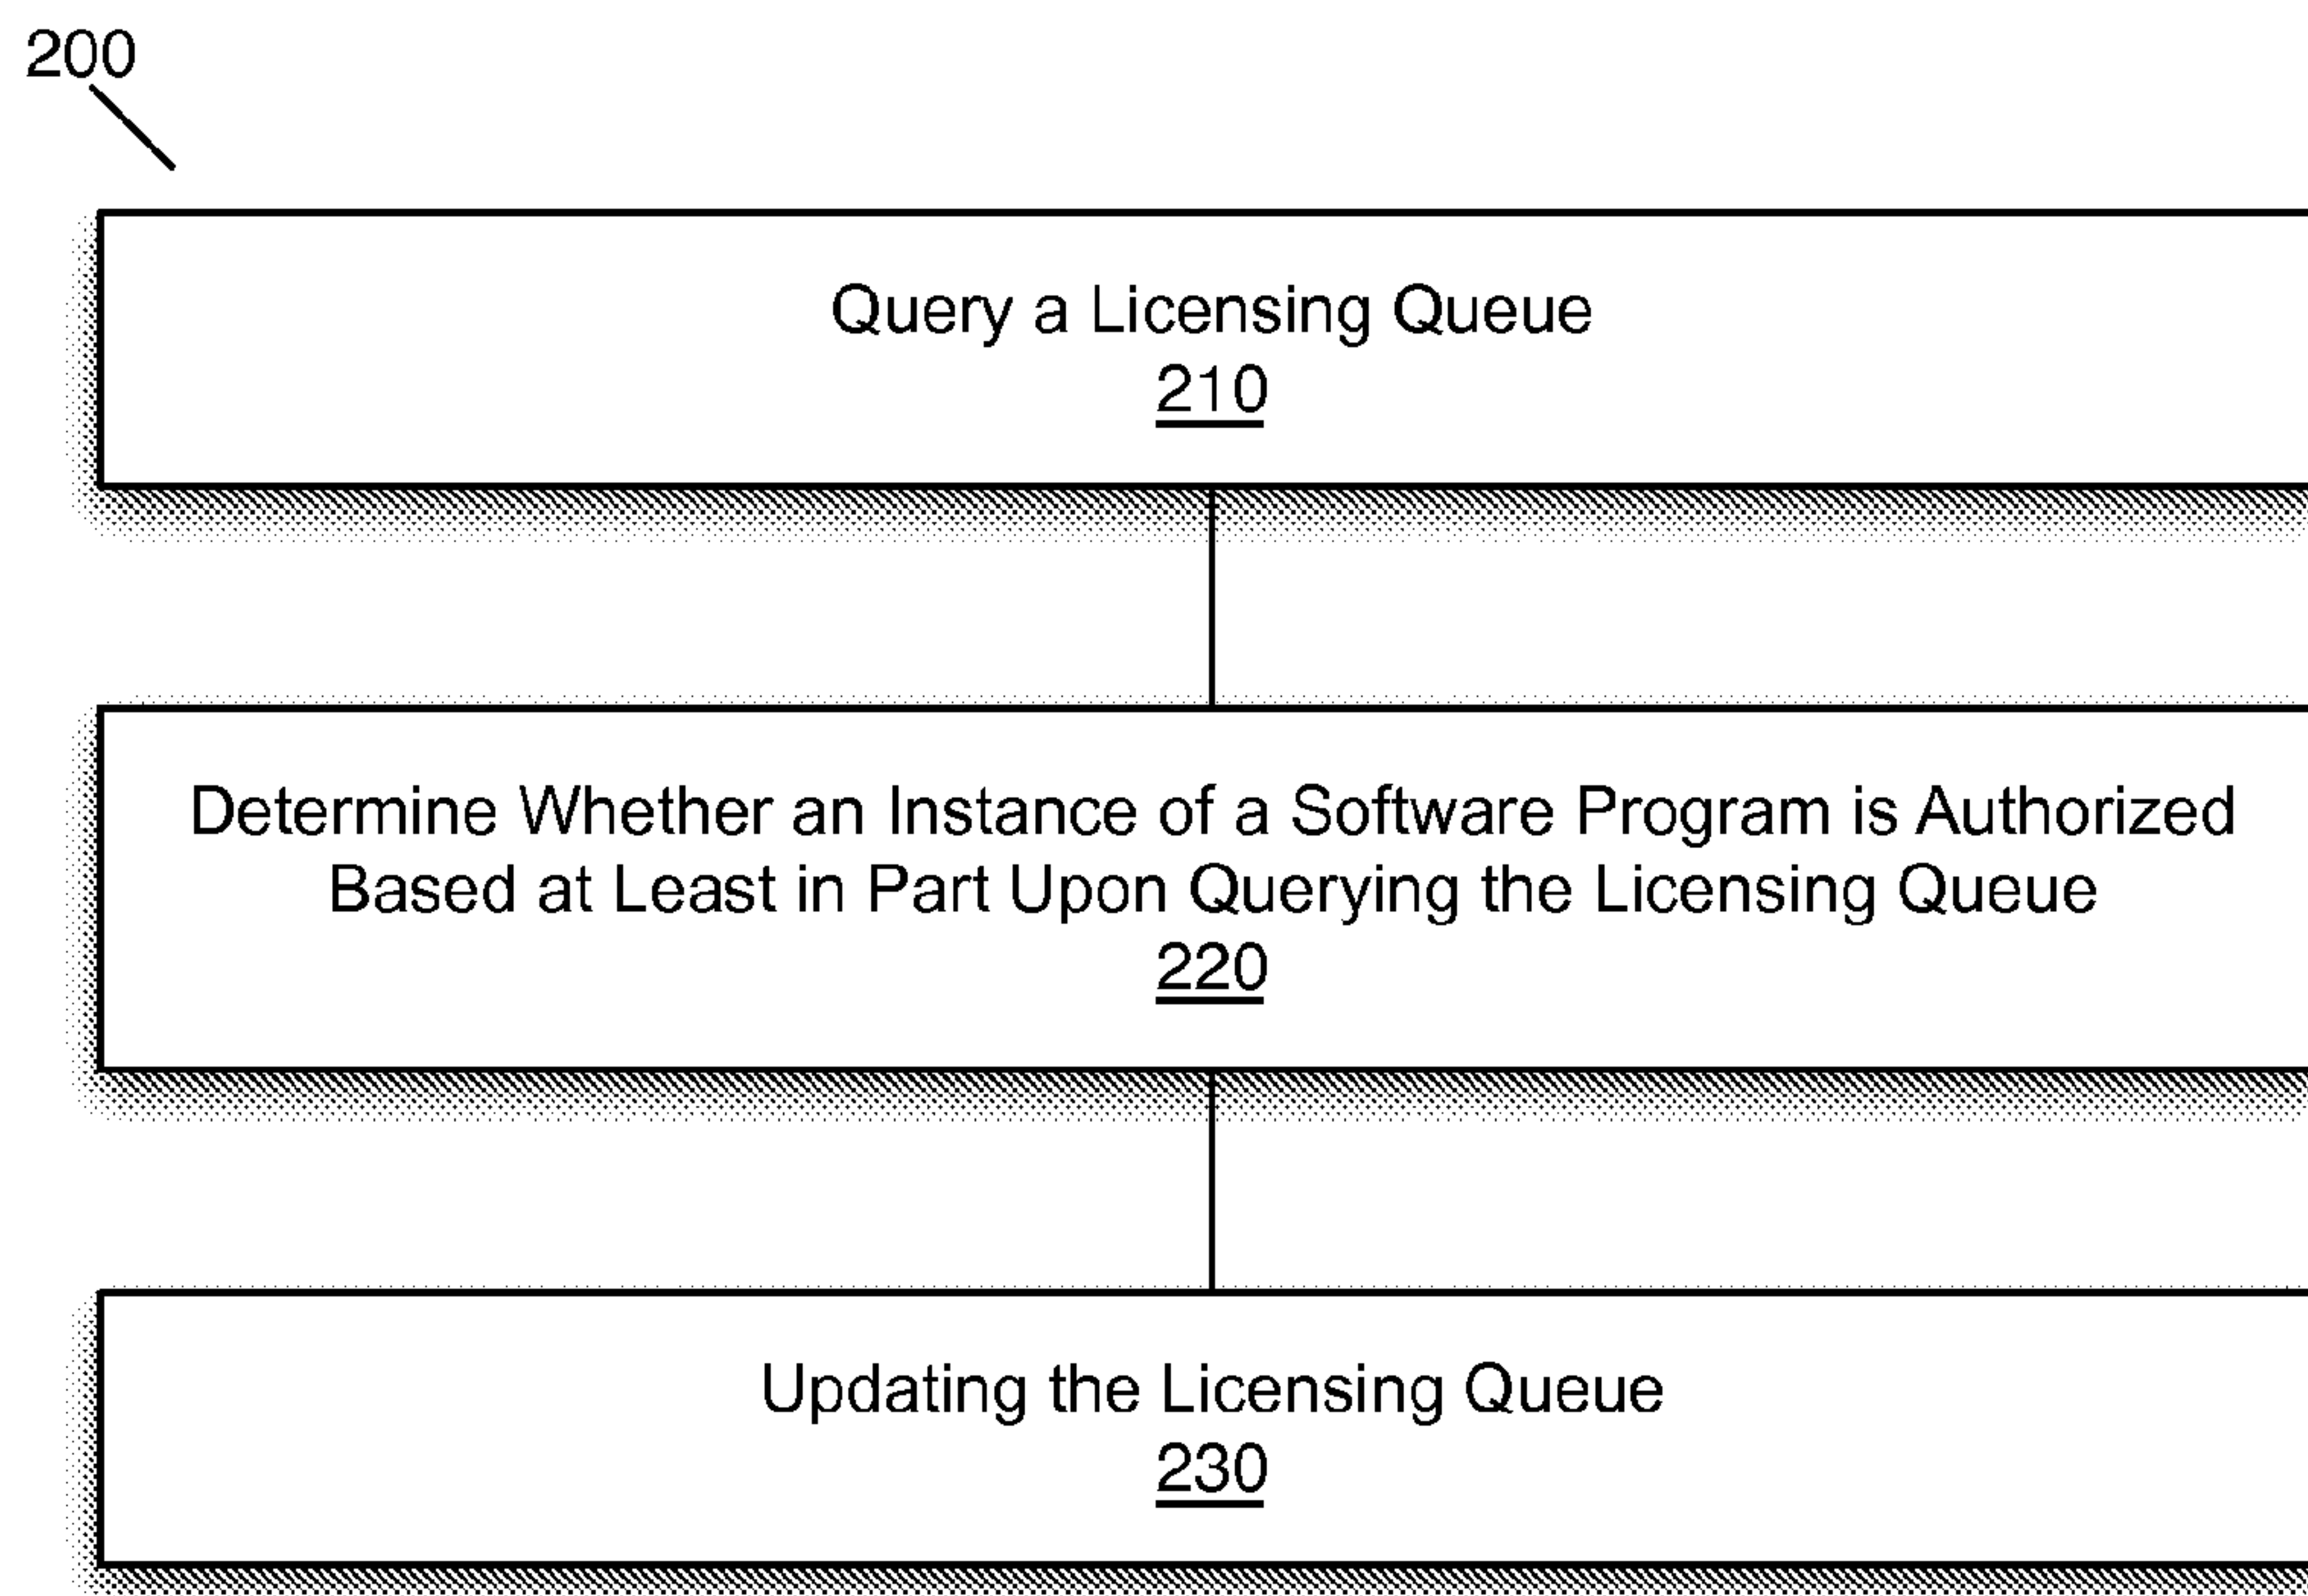 200
Query a Licensing Queue
210
Determine Whether an Instance of a Software Program is Authorized
Based at Least in Part Upon Querying the Licensing Queue
220
Updating the Licensing Queue
230